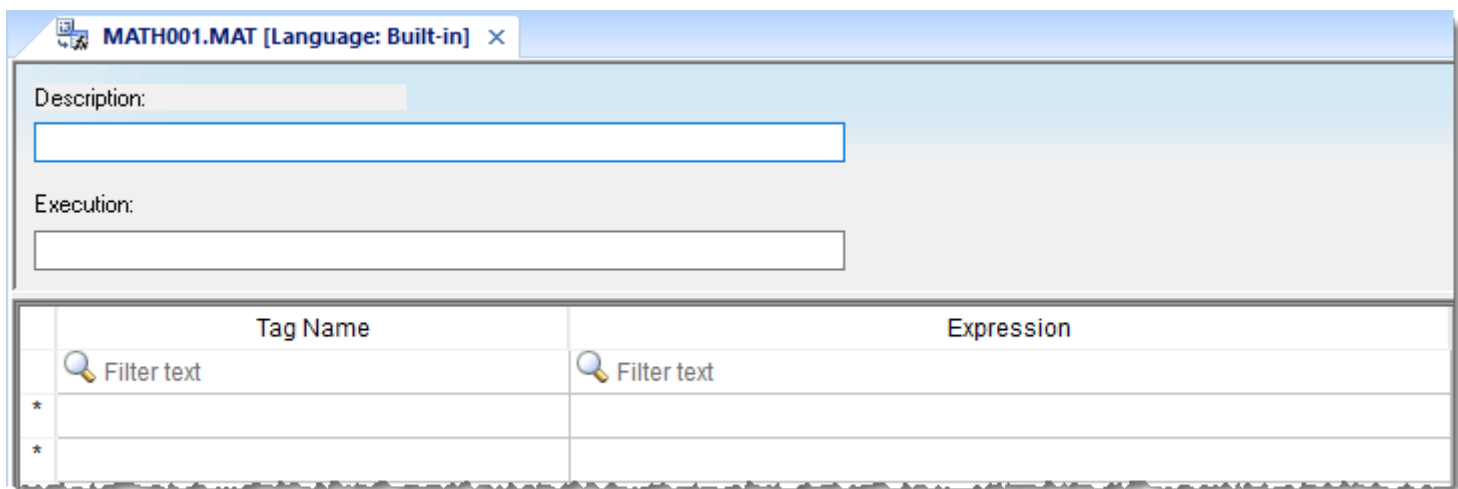 MATH001.MAT [Language: Built-in] ×
Description:
Execution:
Tag Name Expression
Filter text Filter text
*
*